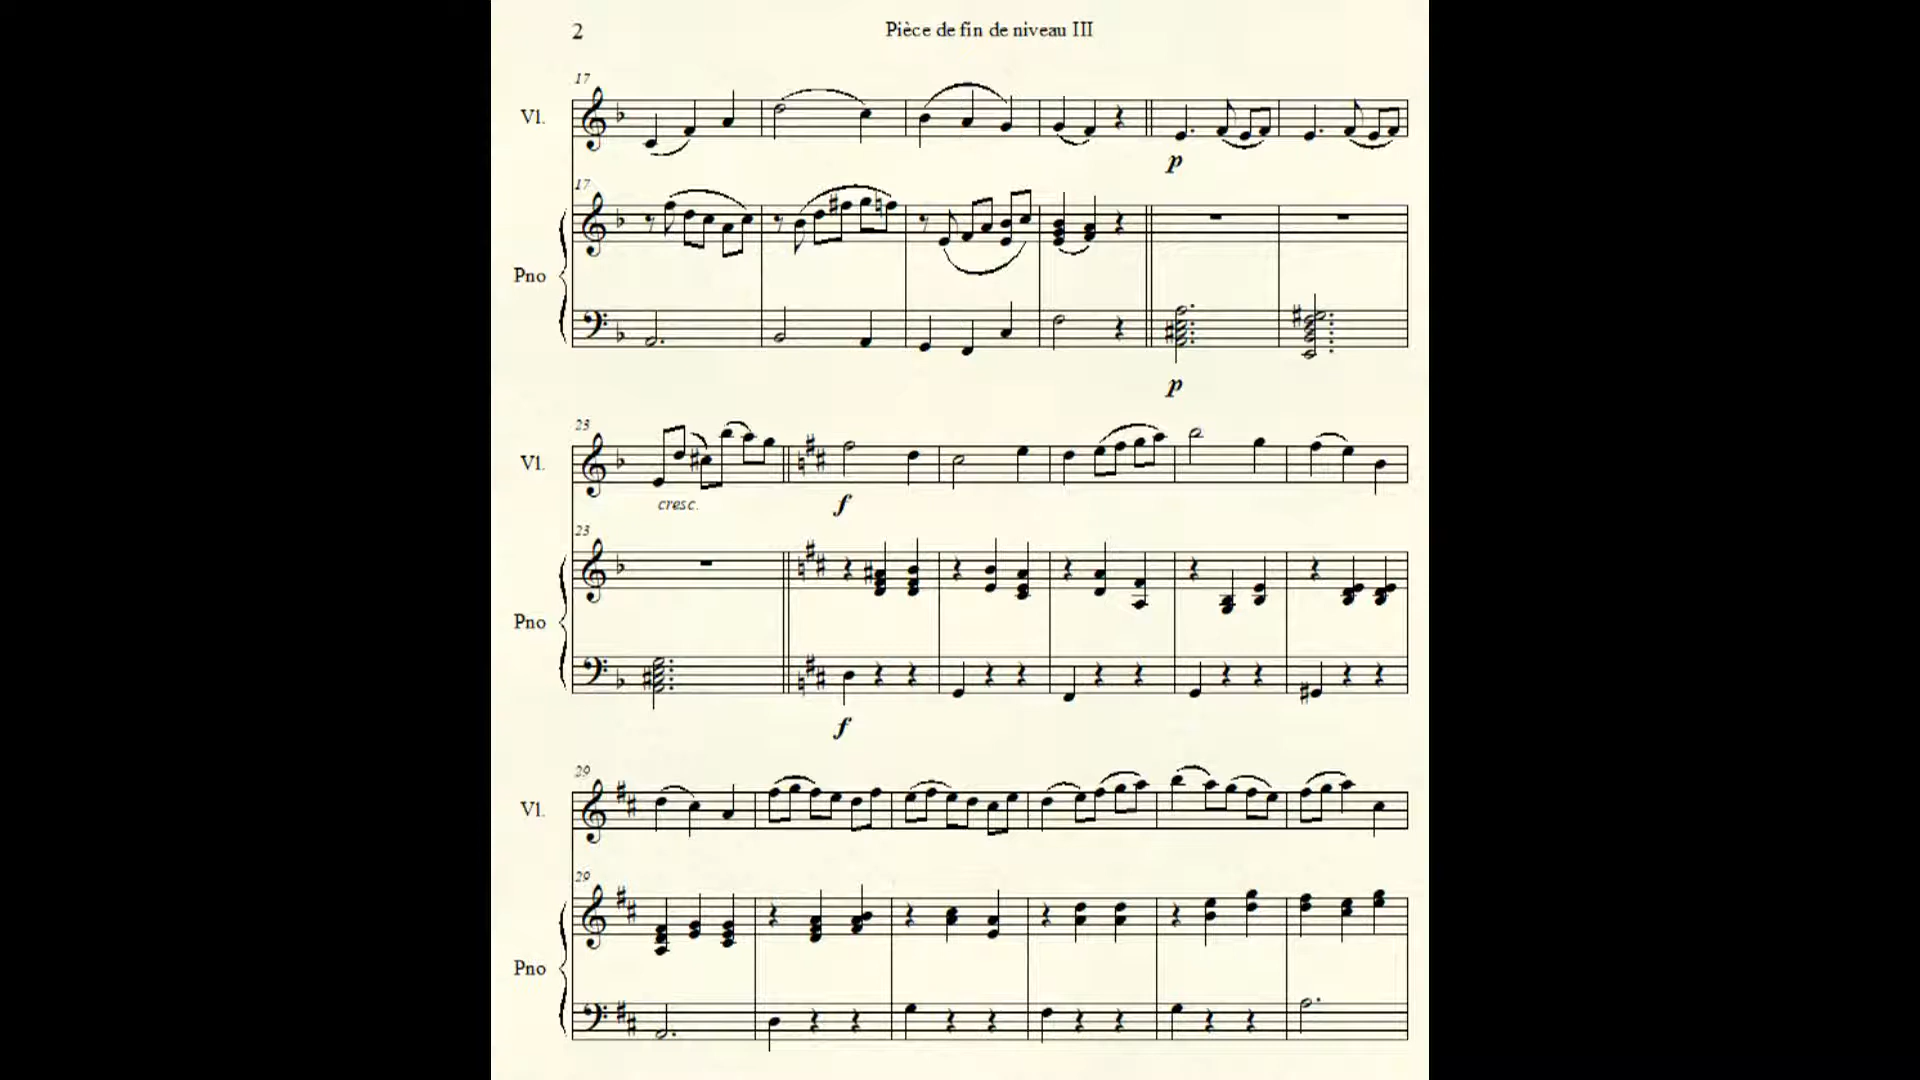 2 Pièce de fin de niveau III
17
Vl.
p
17
Pno
p
23
Vl.
cresc.
f
23
Pno
f
29
Vl.
29
Pno